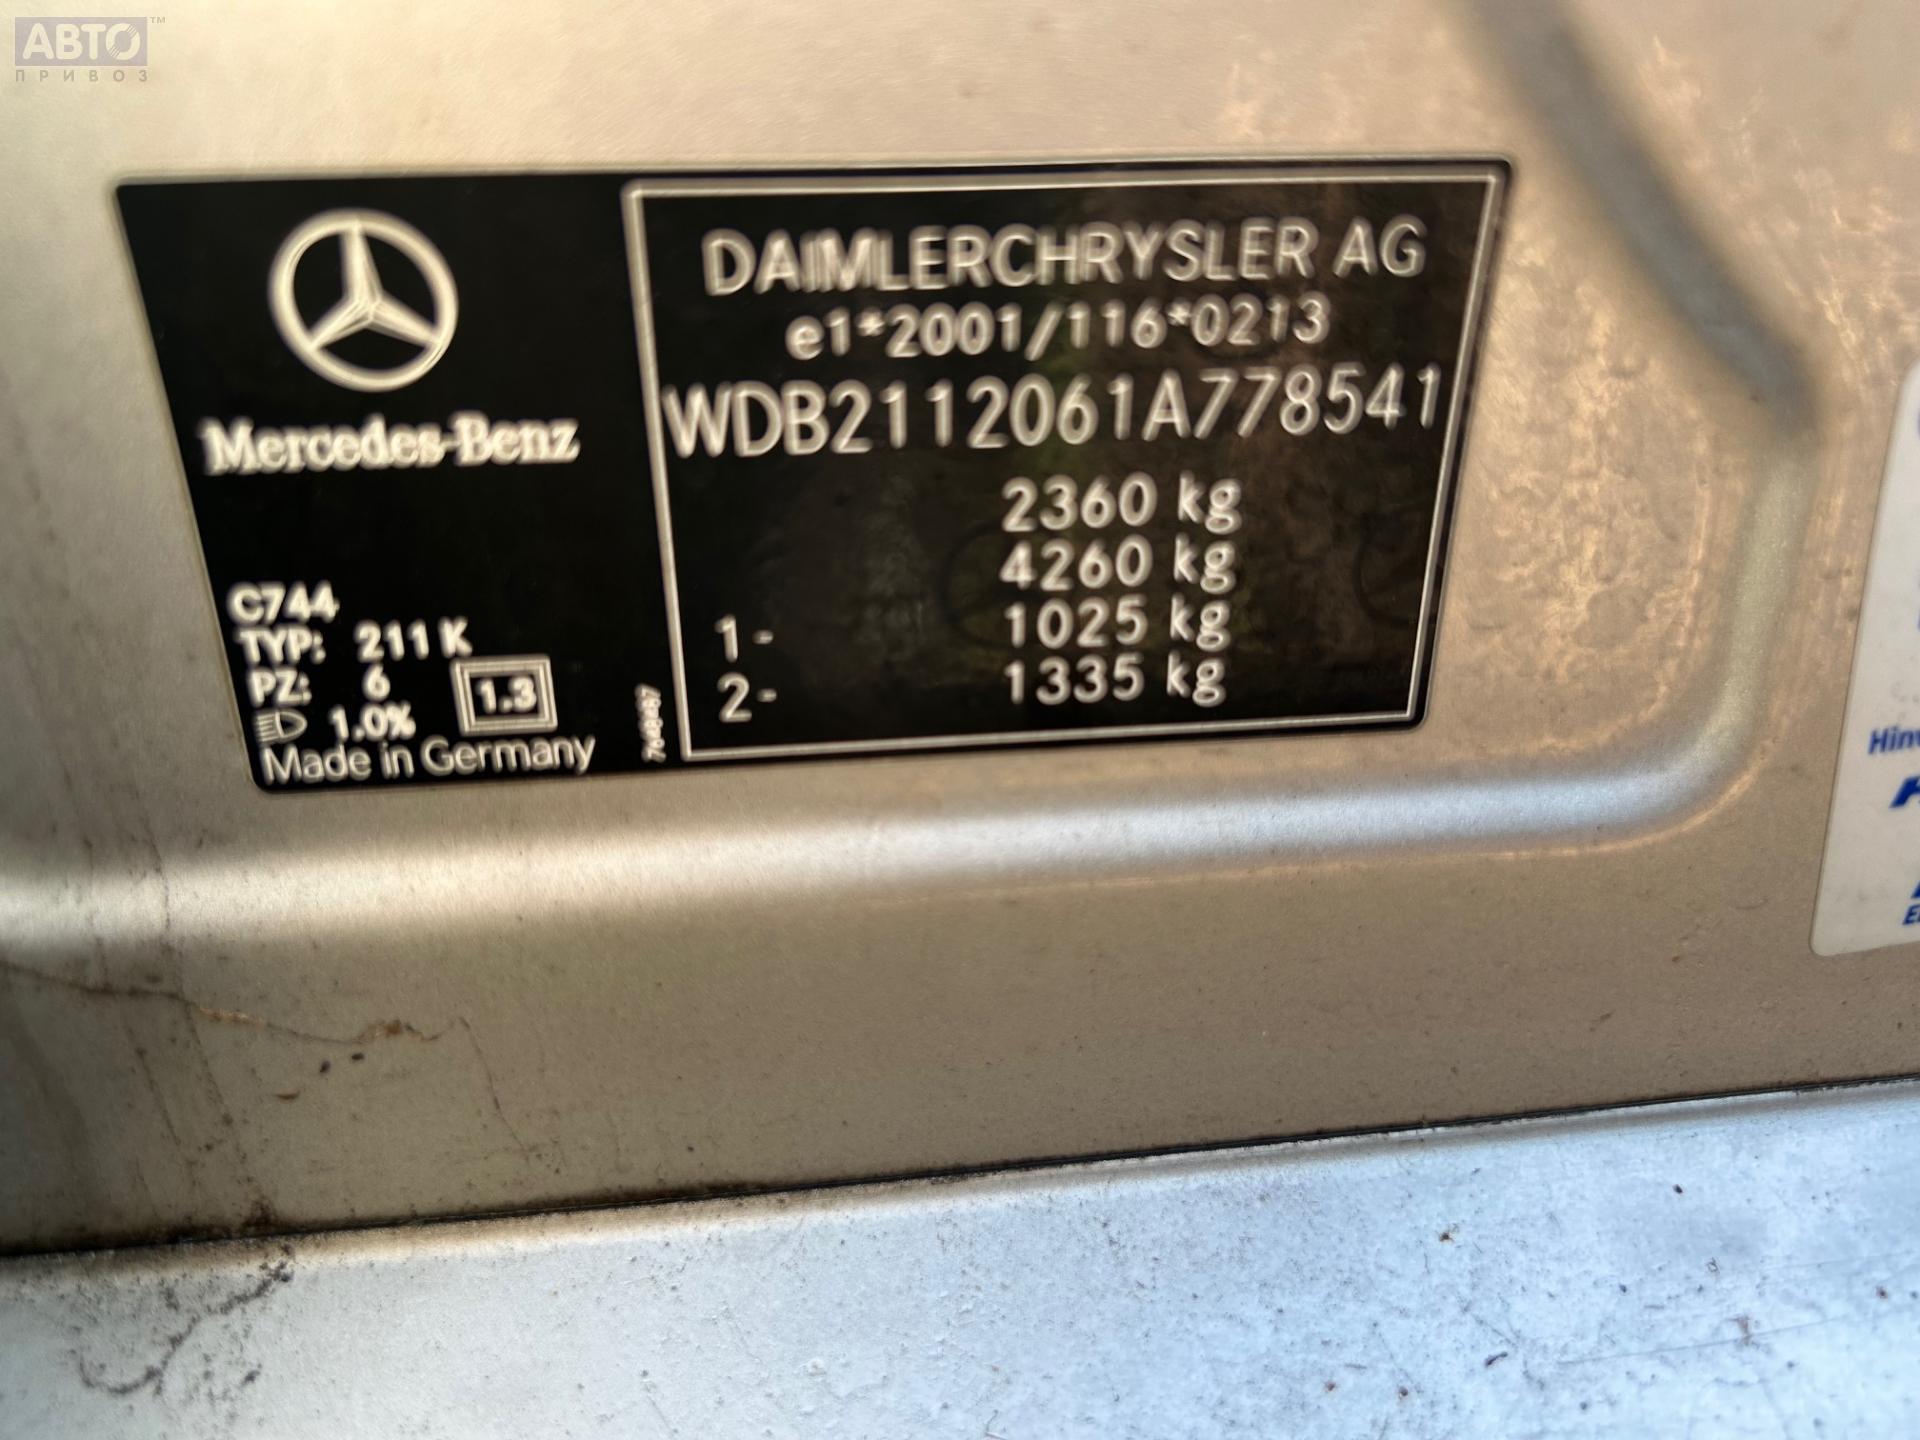 АВТО™
ПРИВОЗ
DAIMLERCHRYSLER AG
e1*2001/116*0213
WDB2112061A778541
2360 kg
4260 kg
1- 1025 kg
2- 1335 kg
Mercedes-Benz
C744
TYP: 211 K
PZ: 6
1.0%
1.3
Made in Germany